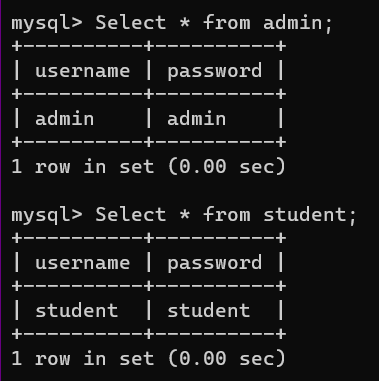 mysql> Select * from admin;
+----------+----------+
| username | password |
+----------+----------+
| admin    | admin    |
+----------+----------+
1 row in set (0.00 sec)
mysql> Select * from student;
+----------+----------+
| username | password |
+----------+----------+
| student  | student  |
+----------+----------+
1 row in set (0.00 sec)